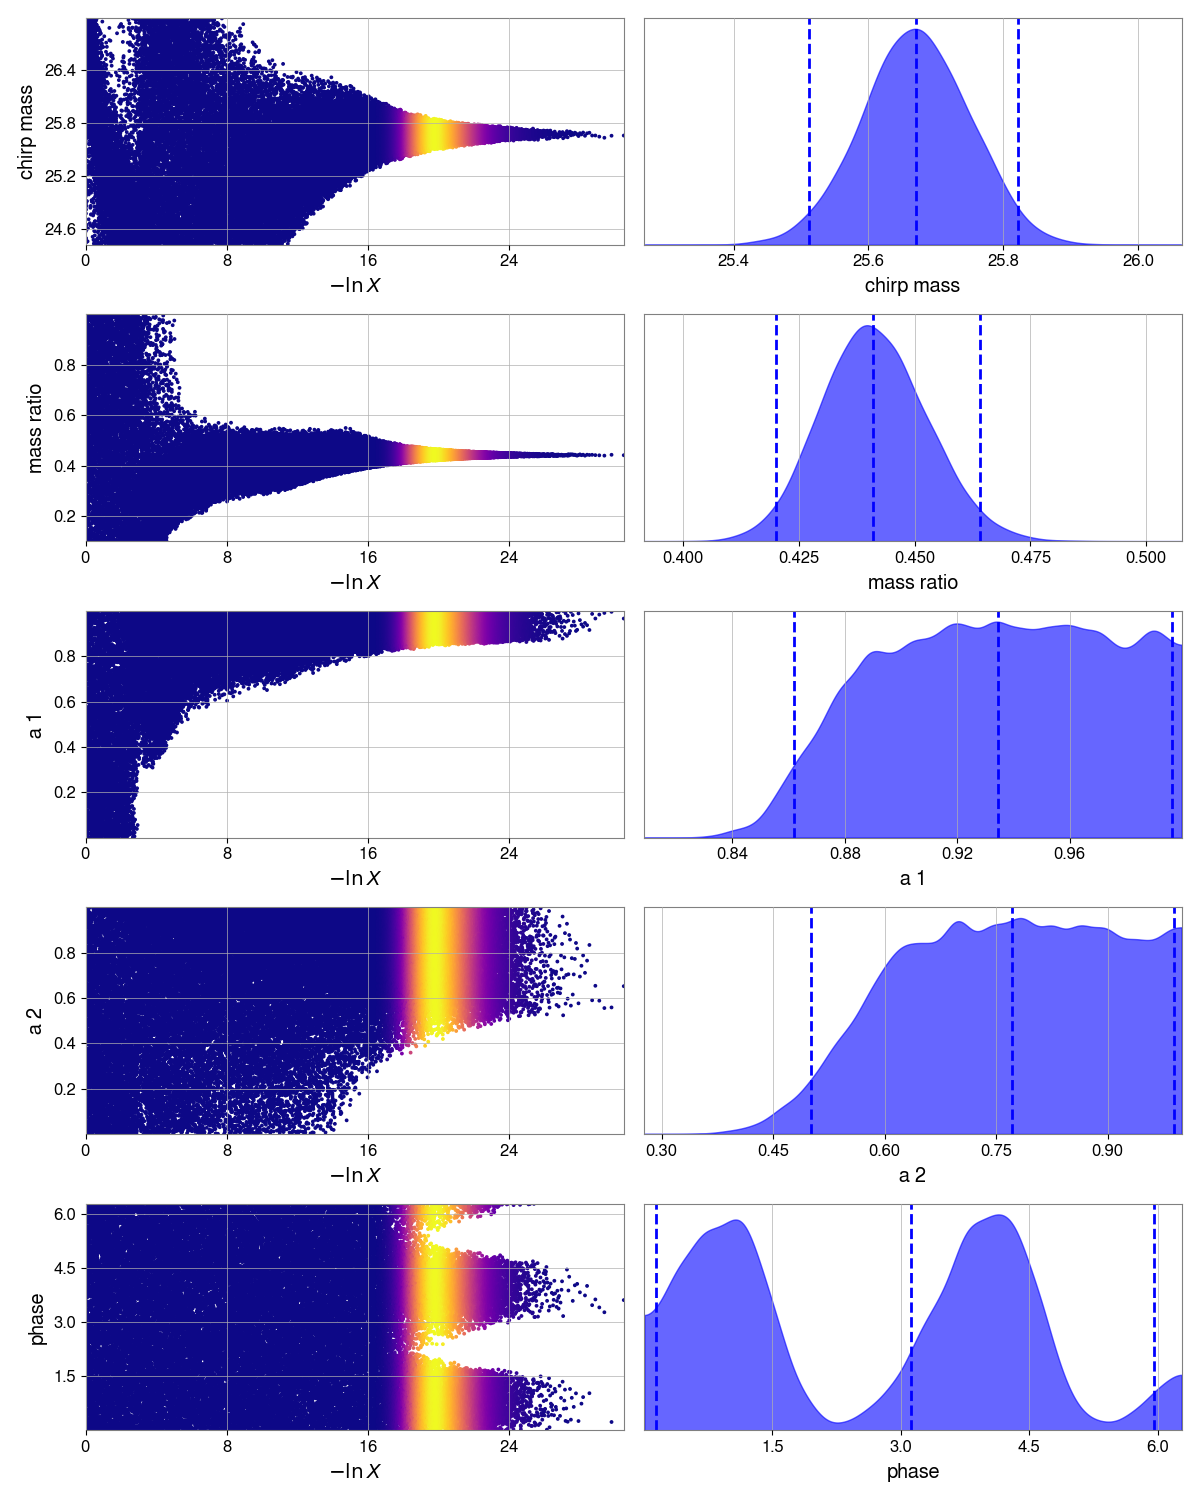 chirp mass
26.4
25.8
25.2
24.6
0 8 16 24
−ln X
25.4 25.6 25.8 26.0
chirp mass
mass ratio
0.8
0.6
0.4
0.2
0 8 16 24
−ln X
0.400 0.425 0.450 0.475 0.500
mass ratio
a 1
0.8
0.6
0.4
0.2
0 8 16 24
−ln X
0.84 0.88 0.92 0.96
a 1
a 2
0.8
0.6
0.4
0.2
0 8 16 24
−ln X
0.30 0.45 0.60 0.75 0.90
a 2
phase
6.0
4.5
3.0
1.5
0 8 16 24
−ln X
1.5 3.0 4.5 6.0
phase